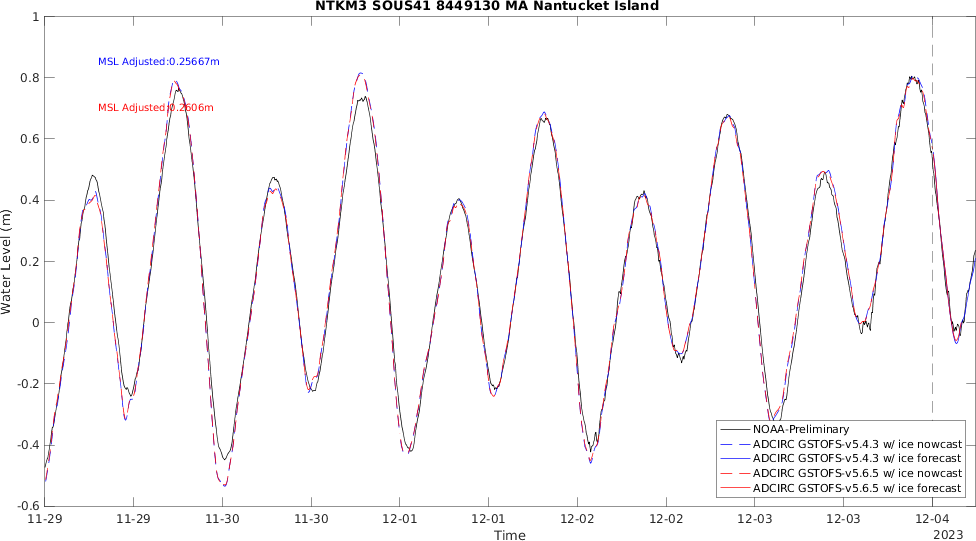 NTKM3 SOUS41 8449130 MA Nantucket Island
1
0.8
0.6
0.4
0.2
0
-0.2
-0.4
-0.6
Water Level (m)
MSL Adjusted:0.25667m
MSL Adjusted:0.2606m
NOAA-Preliminary
ADCIRC GSTOFS-v5.4.3 w/ ice nowcast
ADCIRC GSTOFS-v5.4.3 w/ ice forecast
ADCIRC GSTOFS-v5.6.5 w/ ice nowcast
ADCIRC GSTOFS-v5.6.5 w/ ice forecast
11-29 11-29 11-30 11-30 12-01 12-01 12-02 12-02 12-03 12-03 12-04
2023
Time